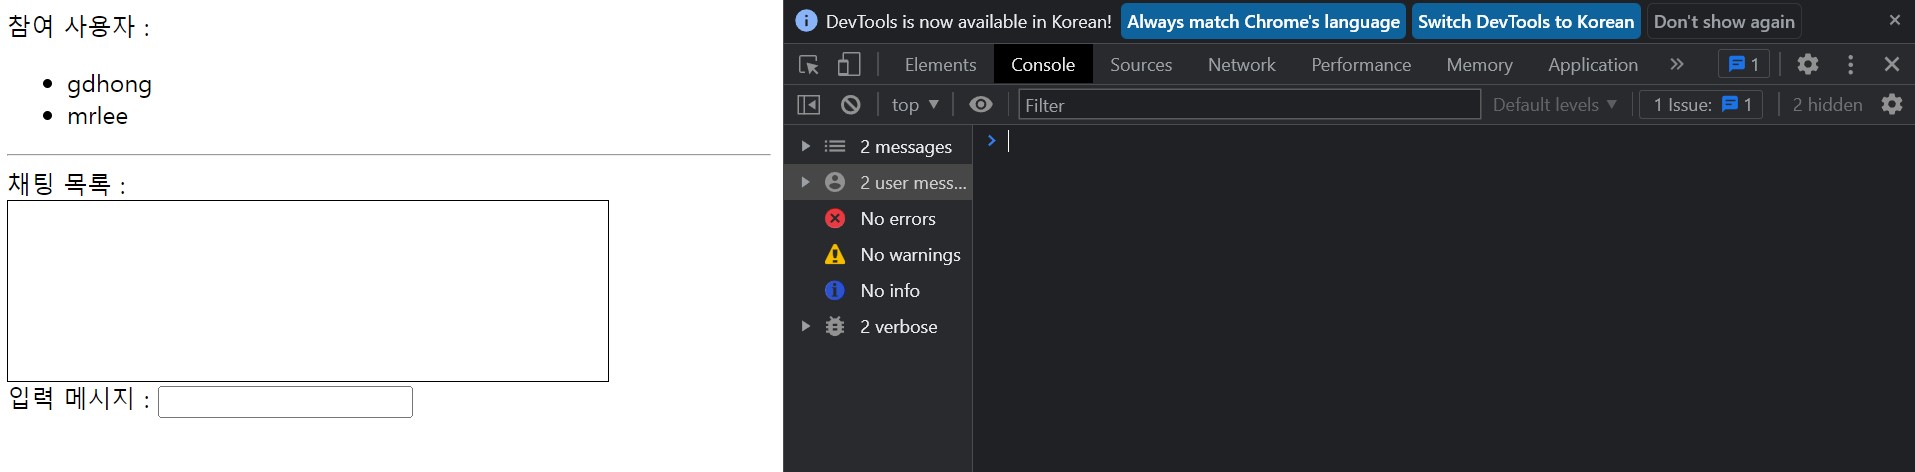 참여 사용자 :
gdhong
mrlee
채팅 목록 :
입력 메시지 :
DevTools is now available in Korean! Always match Chrome's language Switch DevTools to Korean Don't show again
Elements Console Sources Network Performance Memory Application 1
top Filter Default levels 1 Issue: 1 2 hidden
2 messages
2 user mess...
No errors
No warnings
No info
2 verbose